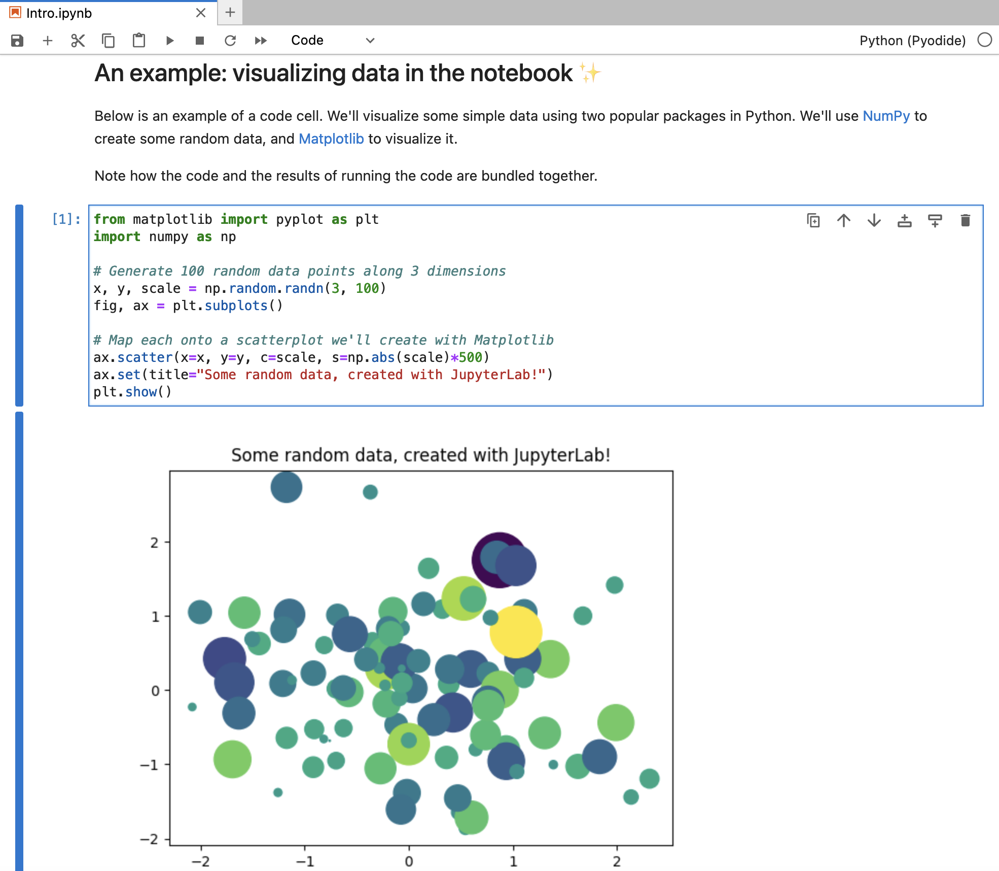 Intro.ipynb
Code
Python (Pyodide)
An example: visualizing data in the notebook ✨
Below is an example of a code cell. We'll visualize some simple data using two popular packages in Python. We'll use NumPy to
create some random data, and Matplotlib to visualize it.
Note how the code and the results of running the code are bundled together.
[1]:
from matplotlib import pyplot as plt
import numpy as np
# Generate 100 random data points along 3 dimensions
x, y, scale = np.random.randn(3, 100)
fig, ax = plt.subplots()
# Map each onto a scatterplot we'll create with Matplotlib
ax.scatter(x=x, y=y, c=scale, s=np.abs(scale)*500)
ax.set(title="Some random data, created with JupyterLab!")
plt.show()
Some random data, created with JupyterLab!
2
1
0
−1
−2
−2 −1 0 1 2